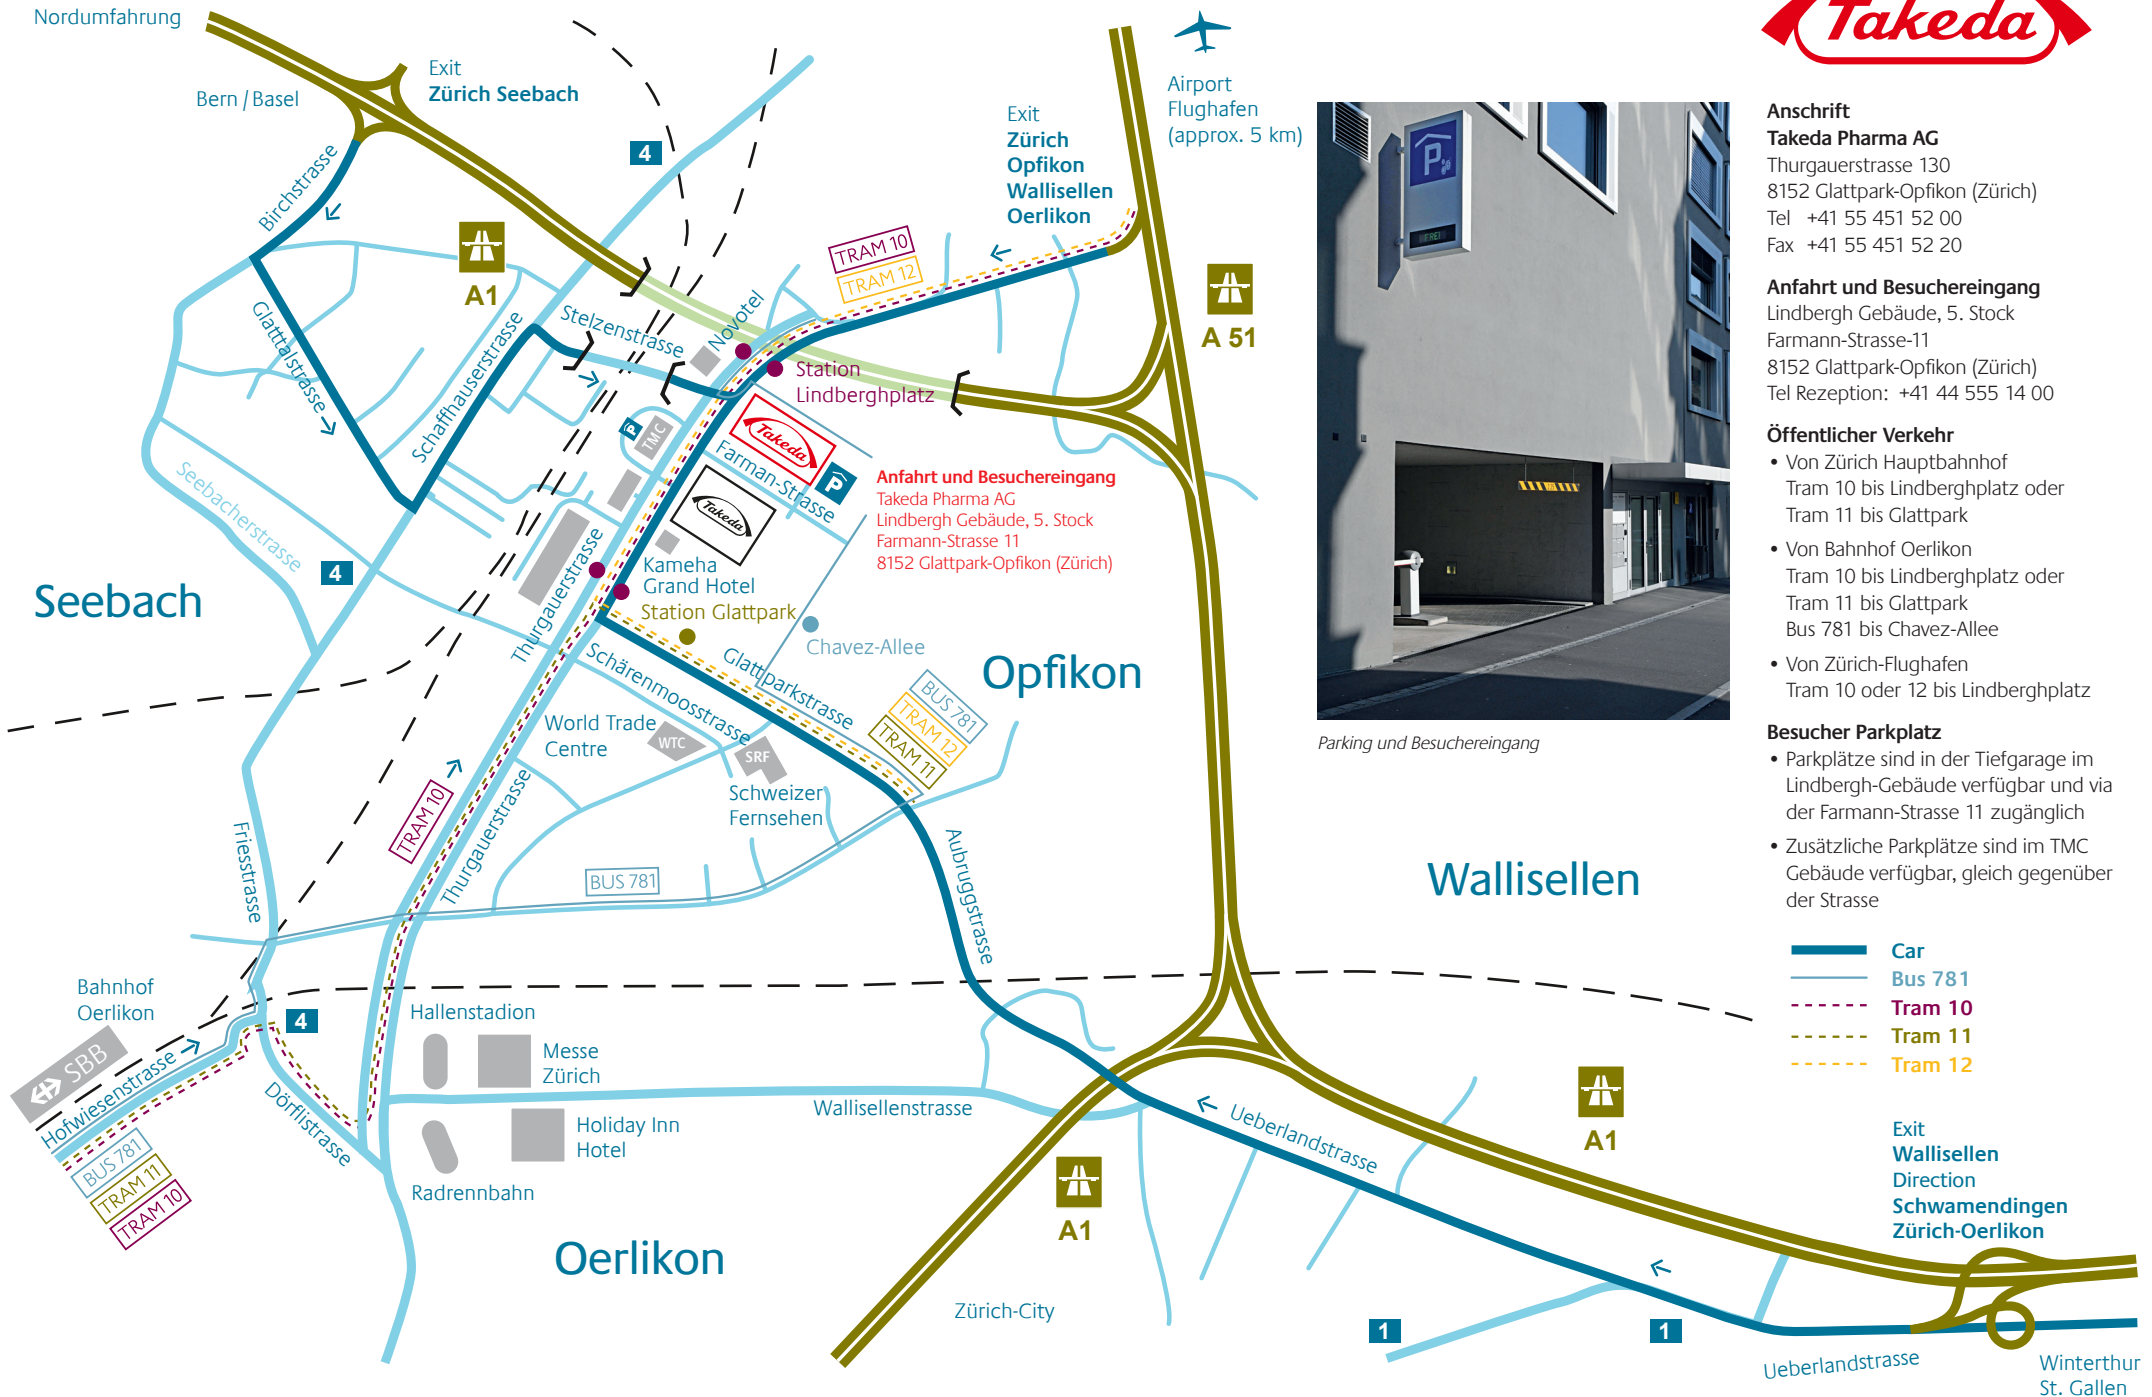 Nordumfahrung
Bern / Basel
Exit
Zürich Seebach
4
Birchstrasse
A1
Glattalstrasse
Schaffhauserstrasse
Stelzenstrasse
Novotel
TRAM 10
TRAM 12
Exit
Zürich
Opfikon
Wallisellen
Oerlikon
Airport
Flughafen
(approx. 5 km)
A 51
Station
Lindberghplatz
P
TMC
Takeda
Farman-Strasse
P
Takeda
Anfahrt und Besuchereingang
Takeda Pharma AG
Lindbergh Gebäude, 5. Stock
Farmann-Strasse 11
8152 Glattpark-Opfikon (Zürich)
Seebacherstrasse
4
Seebach
Thurgauerstrasse
Kameha
Grand Hotel
Station Glattpark
Chavez-Allee
Opfikon
Schärenmoosstrasse
Glattparkstrasse
BUS 781
TRAM 12
TRAM 11
World Trade
Centre
WTC
SRF
Schweizer
Fernsehen
TRAM 10
Thurgauerstrasse
Friesstrasse
BUS 781
Aubruggstrasse
Wallisellen
Bahnhof
Oerlikon
SBB
4
Hofwiesenstrasse
Dörflistrasse
BUS 781
TRAM 11
TRAM 10
Hallenstadion
Messe
Zürich
Wallisellenstrasse
Holiday Inn
Hotel
Radrennbahn
Oerlikon
Zürich-City
A1
Ueberlandstrasse
A1
1
1
Ueberlandstrasse
Exit
Wallisellen
Direction
Schwamendingen
Zürich-Oerlikon
Winterthur
St. Gallen
P
FREI
Parking und Besuchereingang
Takeda
Anschrift
Takeda Pharma AG
Thurgauerstrasse 130
8152 Glattpark-Opfikon (Zürich)
Tel +41 55 451 52 00
Fax +41 55 451 52 20
Anfahrt und Besuchereingang
Lindbergh Gebäude, 5. Stock
Farmann-Strasse-11
8152 Glattpark-Opfikon (Zürich)
Tel Rezeption: +41 44 555 14 00
Öffentlicher Verkehr
• Von Zürich Hauptbahnhof
Tram 10 bis Lindberghplatz oder
Tram 11 bis Glattpark
• Von Bahnhof Oerlikon
Tram 10 bis Lindberghplatz oder
Tram 11 bis Glattpark
Bus 781 bis Chavez-Allee
• Von Zürich-Flughafen
Tram 10 oder 12 bis Lindberghplatz
Besucher Parkplatz
• Parkplätze sind in der Tiefgarage im
Lindbergh-Gebäude verfügbar und via
der Farmann-Strasse 11 zugänglich
• Zusätzliche Parkplätze sind im TMC
Gebäude verfügbar, gleich gegenüber
der Strasse
Car
Bus 781
Tram 10
Tram 11
Tram 12